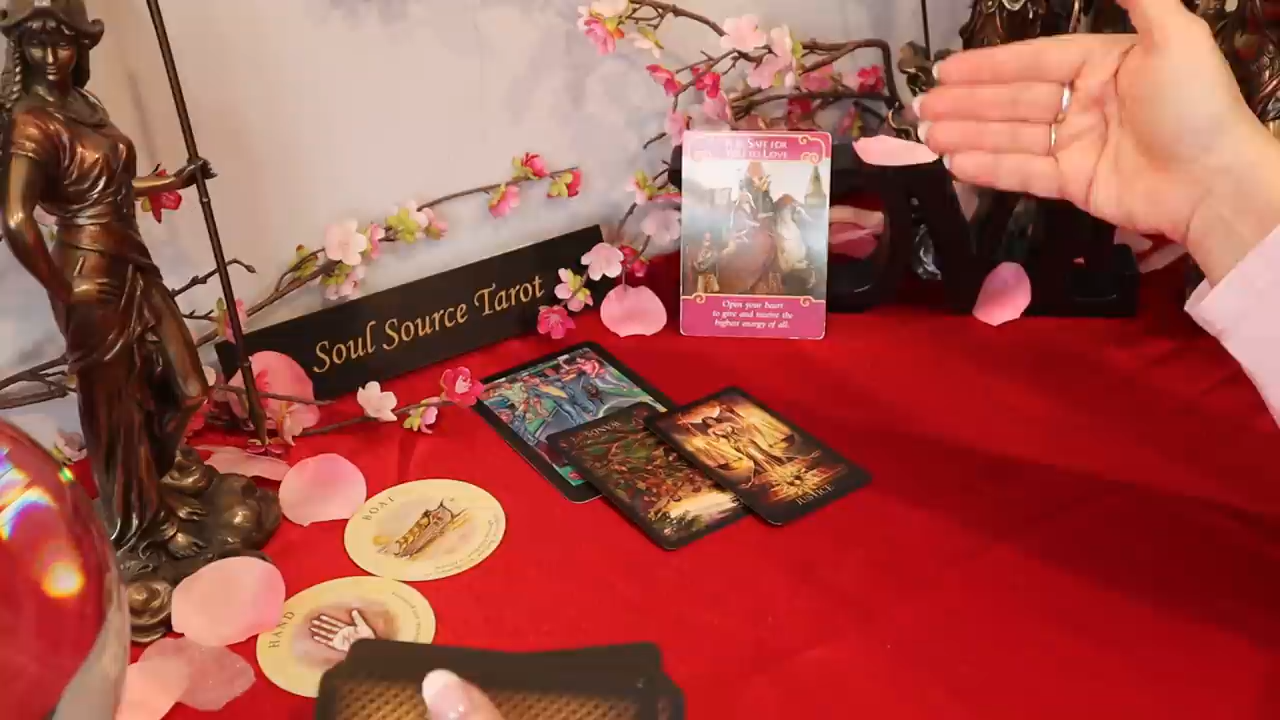 IT IS SAFE FOR
YOU TO LOVE
Open your heart
to give and receive the
highest energy of all.
Soul Source Tarot
WANDS
JUSTICE
BOAT
HAND